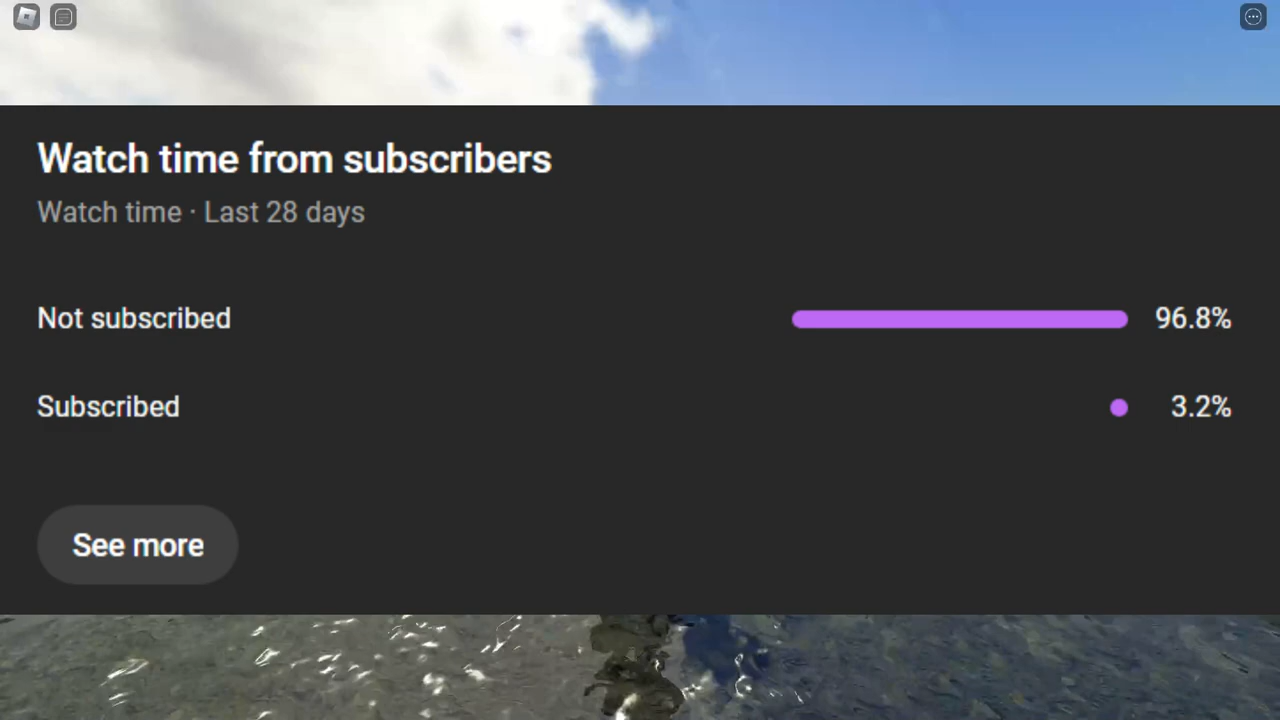 Watch time from subscribers
Watch time · Last 28 days
Not subscribed 96.8%
Subscribed 3.2%
See more